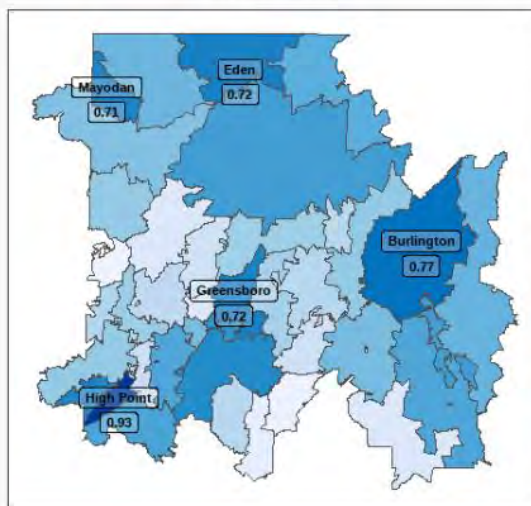 Eden
0.72
Mayodan
0.71
Burlington
0.77
Greensboro
0.72
High Point
0.93